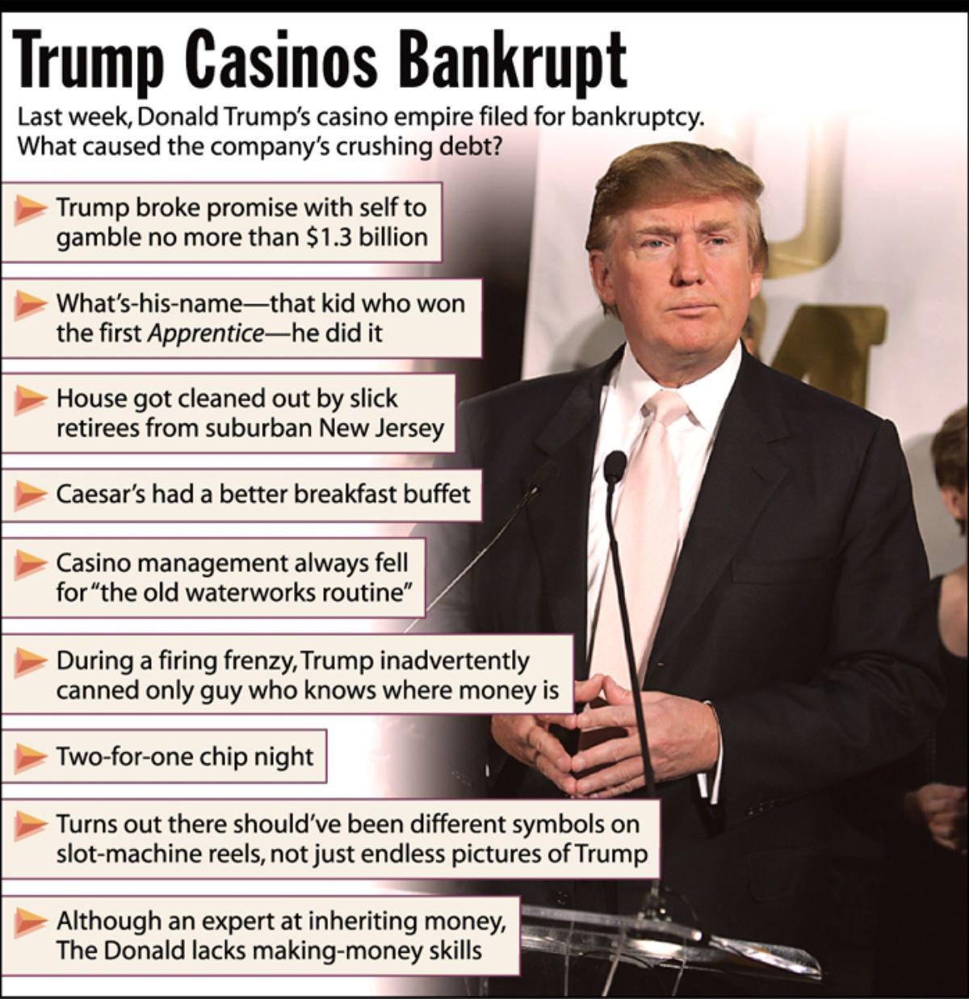 Trump Casinos Bankrupt
Last week, Donald Trump's casino empire filed for bankruptcy.
What caused the company's crushing debt?
Trump broke promise with self to
gamble no more than $1.3 billion
What's-his-name—that kid who won
the first Apprentice—he did it
House got cleaned out by slick
retirees from suburban New Jersey
Caesar's had a better breakfast buffet
Casino management always fell
for "the old waterworks routine"
During a firing frenzy, Trump inadvertently
canned only guy who knows where money is
Two-for-one chip night
Turns out there should've been different symbols on
slot-machine reels, not just endless pictures of Trump
Although an expert at inheriting money,
The Donald lacks making-money skills